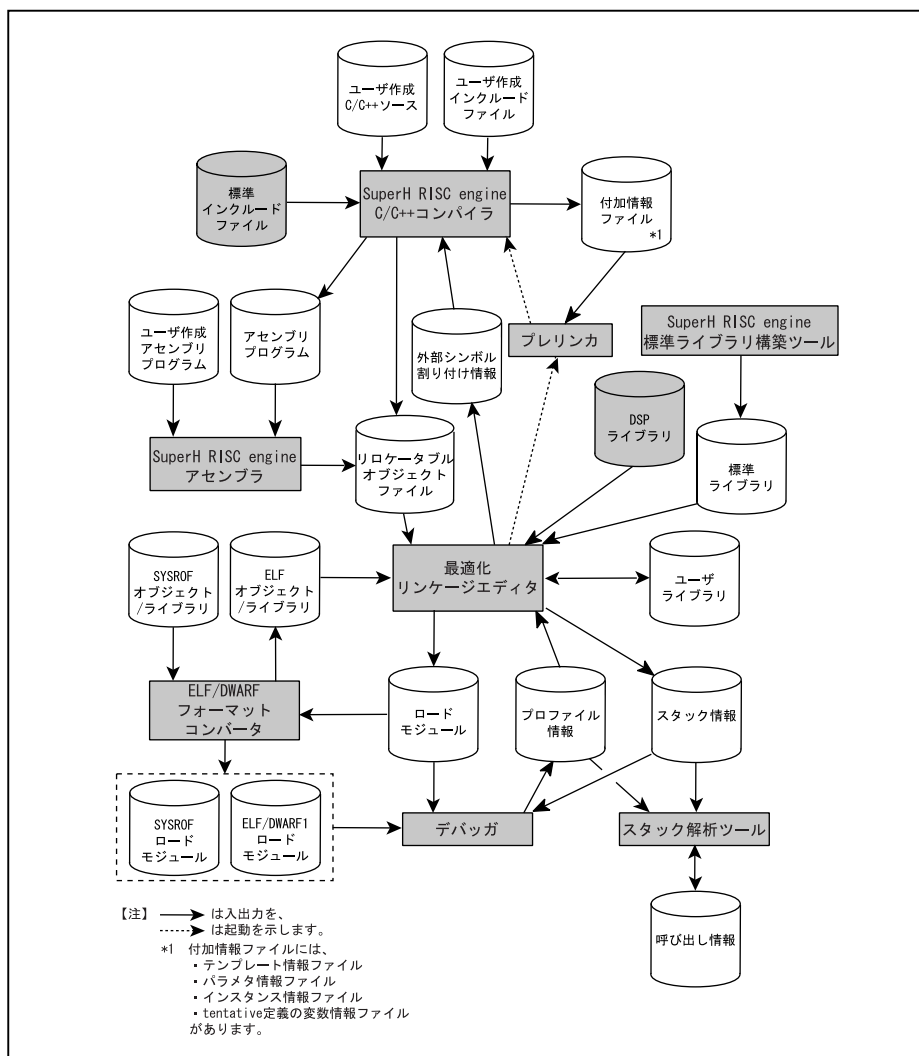 ユーザ作成
C/C++ソース
ユーザ作成
インクルード
ファイル
標準
インクルード
ファイル
SuperH RISC engine
C/C++コンパイラ
付加情報
ファイル
*1
ユーザ作成
アセンブリ
プログラム
アセンブリ
プログラム
外部シンボル
割り付け情報
プレリンカ
SuperH RISC engine
標準ライブラリ構築ツール
DSP
ライブラリ
標準
ライブラリ
SuperH RISC engine
アセンブラ
リロケータブル
オブジェクト
ファイル
SYSROF
オブジェクト
/ライブラリ
ELF
オブジェクト
/ライブラリ
最適化
リンケージエディタ
ユーザ
ライブラリ
ELF/DWARF
フォーマット
コンバータ
ロード
モジュール
プロファイル
情報
スタック情報
SYSROF
ロード
モジュール
ELF/DWARF1
ロード
モジュール
デバッガ
スタック解析ツール
呼び出し情報
【注】 は入出力を、
は起動を示します。
*1 付加情報ファイルには、
・テンプレート情報ファイル
・パラメタ情報ファイル
・インスタンス情報ファイル
・tentative定義の変数情報ファイル
があります。